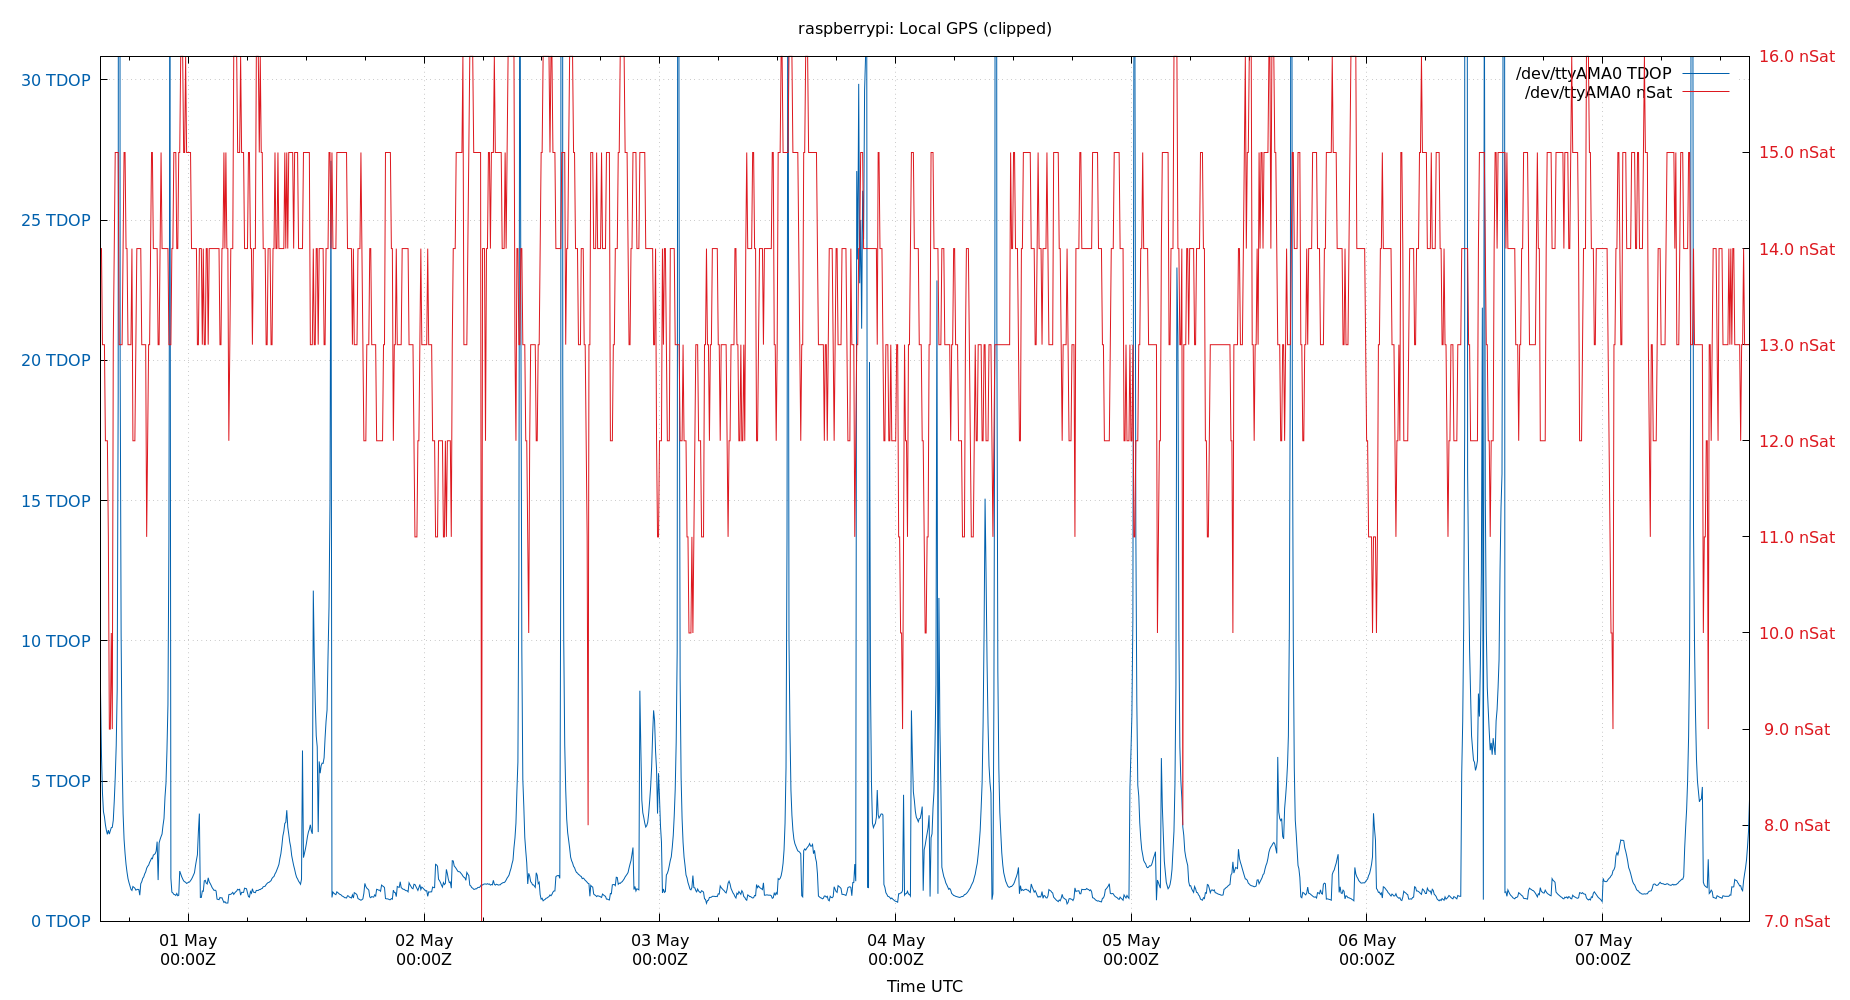 raspberrypi: Local GPS (clipped)
/dev/ttyAMA0 TDOP
/dev/ttyAMA0 nSat
30 TDOP
25 TDOP
20 TDOP
15 TDOP
10 TDOP
5 TDOP
0 TDOP
16.0 nSat
15.0 nSat
14.0 nSat
13.0 nSat
12.0 nSat
11.0 nSat
10.0 nSat
9.0 nSat
8.0 nSat
7.0 nSat
01 May
00:00Z
02 May
00:00Z
03 May
00:00Z
04 May
00:00Z
05 May
00:00Z
06 May
00:00Z
07 May
00:00Z
Time UTC